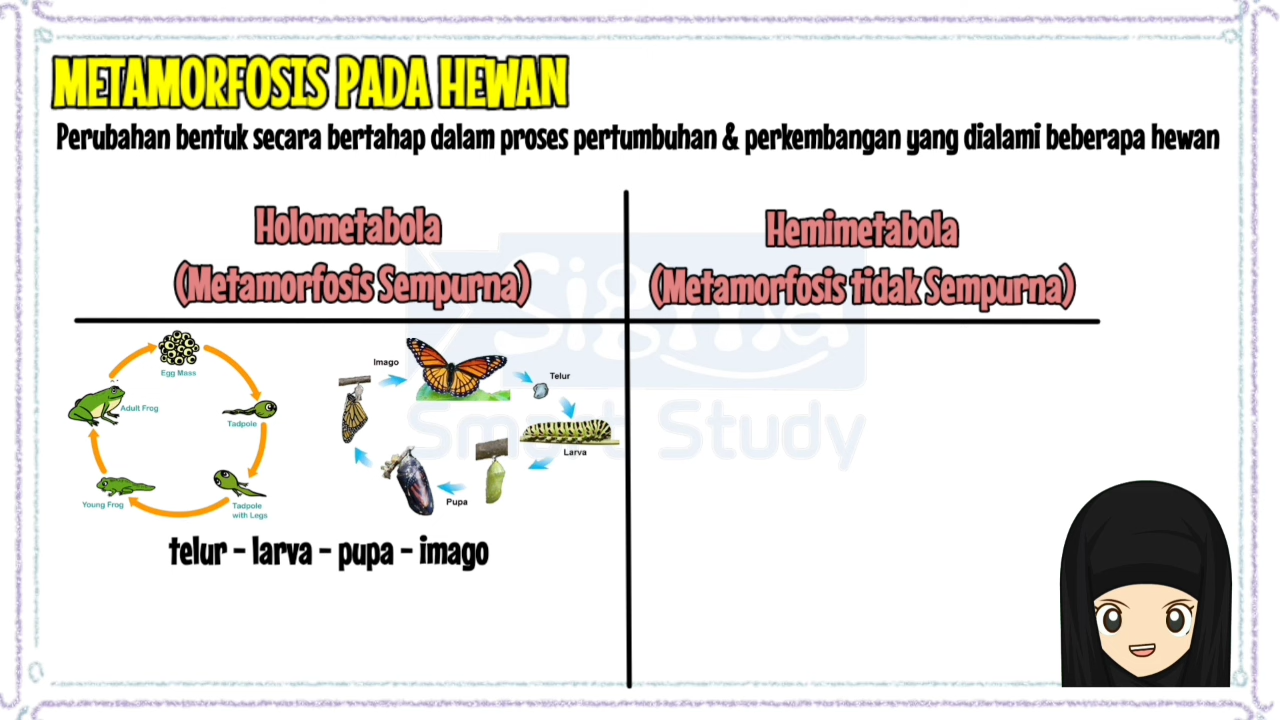 METAMORFOSIS PADA HEWAN
Perubahan bentuk secara bertahap dalam proses pertumbuhan & perkembangan yang dialami beberapa hewan
Holometabola
(Metamorfosis Sempurna)
Hemimetabola
(Metamorfosis tidak Sempurna)
Sigma
Smart Study
Egg Mass
Adult Frog
Tadpole
Young Frog
Tadpole
with Legs
Imago
Telur
Larva
Pupa
telur - larva - pupa - imago